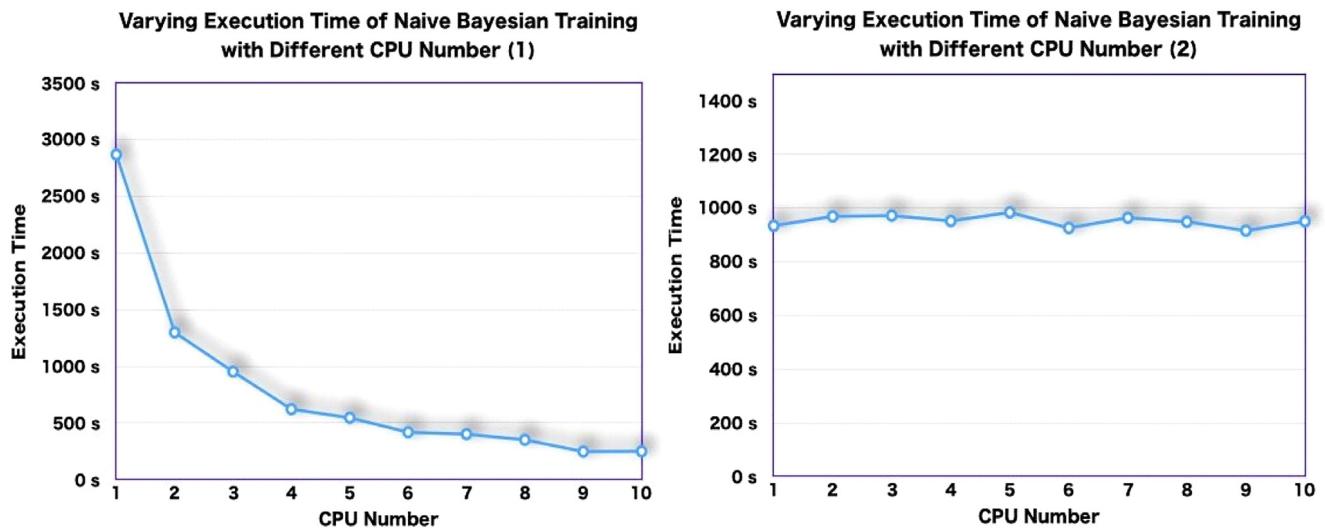 Varying Execution Time of Naive Bayesian Training
with Different CPU Number (1)
3500 s
3000 s
2500 s
2000 s
1500 s
1000 s
500 s
0 s
Execution Time
1 2 3 4 5 6 7 8 9 10
CPU Number
Varying Execution Time of Naive Bayesian Training
with Different CPU Number (2)
1400 s
1200 s
1000 s
800 s
600 s
400 s
200 s
0 s
Execution Time
1 2 3 4 5 6 7 8 9 10
CPU Number